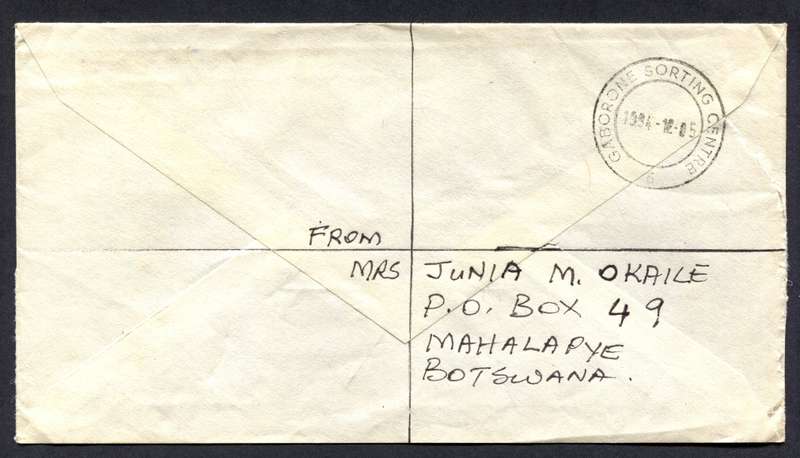 GABORONE SORTING CENTRE
6
1994-12-05
FROM
MRS JUNIA M. OKAILE
P.O. BOX 49
MAHALAPYE
BOTSWANA.